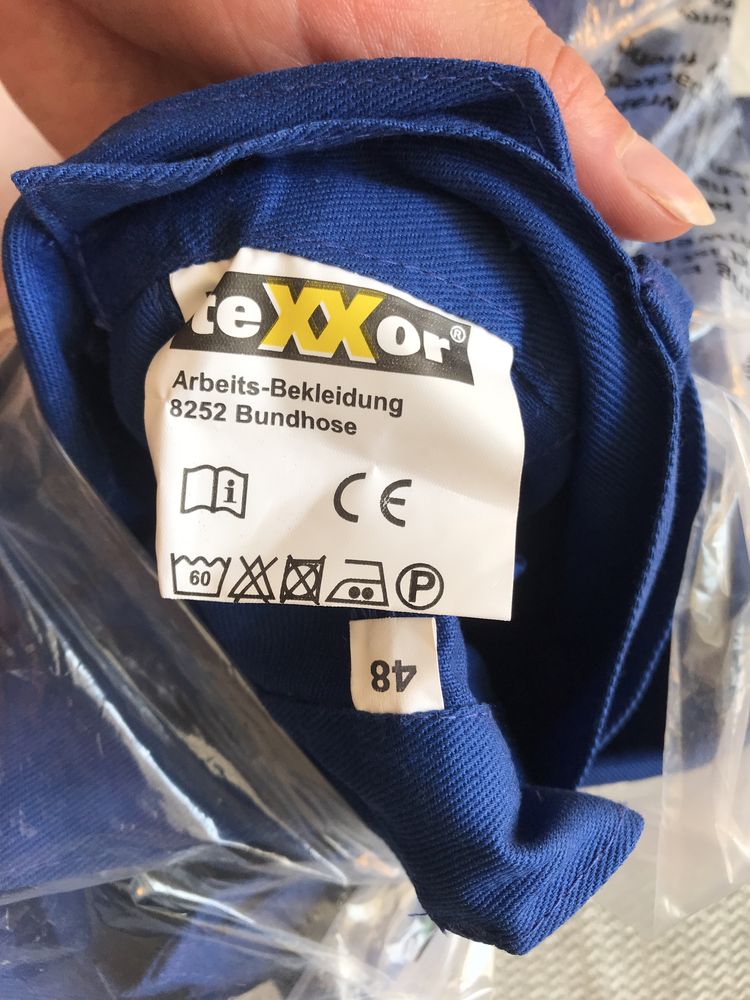 teXXor®
Arbeits-Bekleidung
8252 Bundhose
i
CE
60
P
48